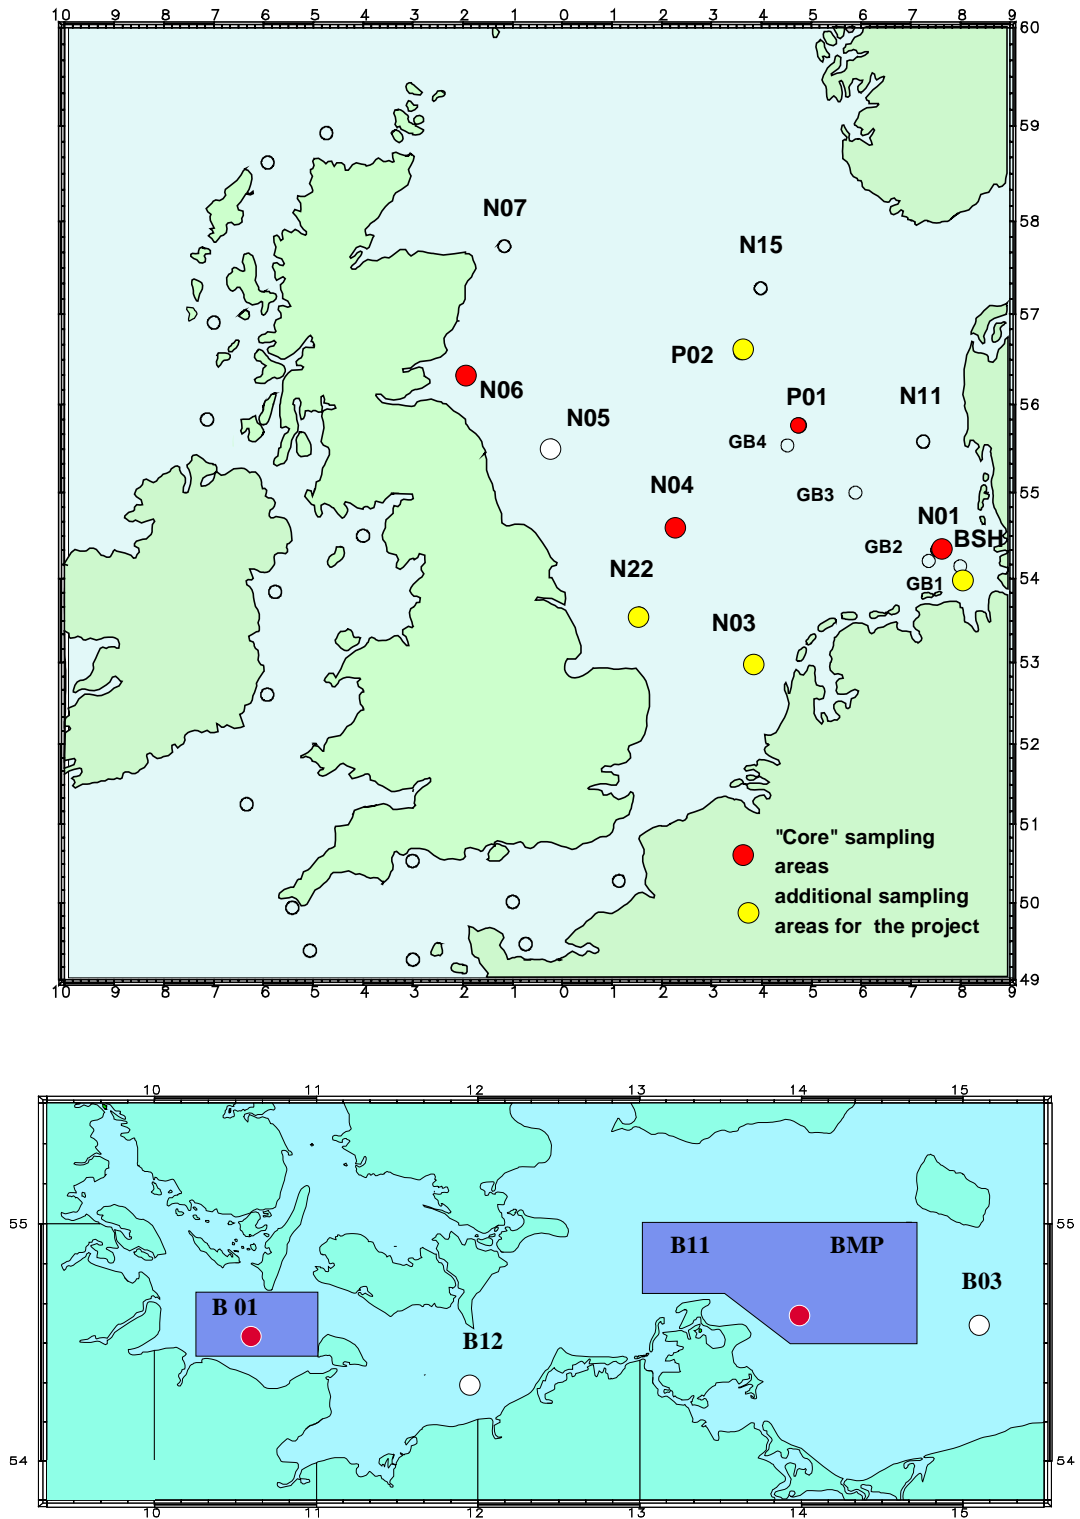 10 9 8 7 6 5 4 3 2 1 0 1 2 3 4 5 6 7 8 9
60
59
58
57
56
55
54
53
52
51
50
49
N07
N15
P02
N06
P01
N11
N05
GB4
N04
GB3
N01
BSH
GB2
N22
GB1
N03
"Core" sampling
areas
additional sampling
areas for the project
10 9 8 7 6 5 4 3 2 1 0 1 2 3 4 5 6 7 8 9
10 11 12 13 14 15
55 55
B11 BMP
B03
B 01
B12
54 54
10 11 12 13 14 15